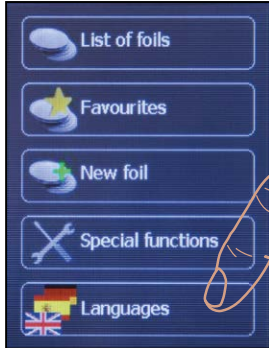 List of foils
Favourites
New foil
Special functions
Languages